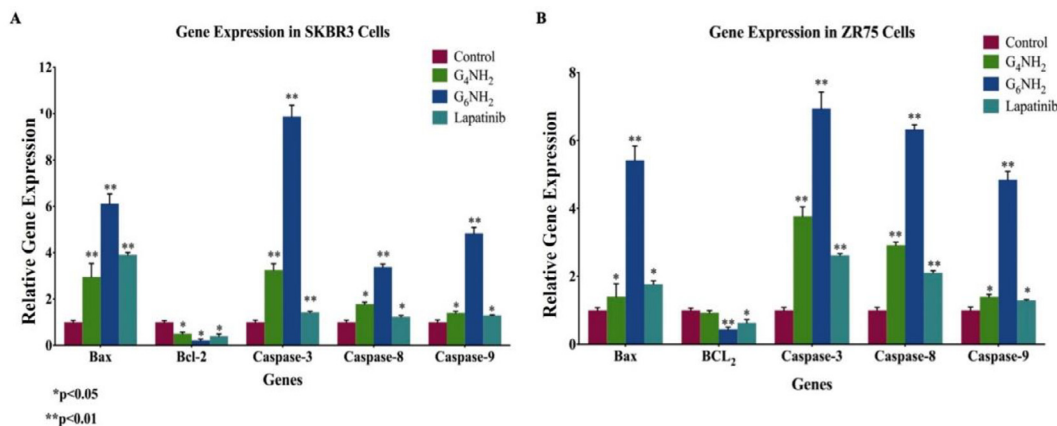 A
Gene Expression in SKBR3 Cells
Control
G₄NH₂
G₆NH₂
Lapatinib
Relative Gene Expression
12
'10
8
6
4
2
0
** ** **
* * *
** ** **
* ** *
* ** *
Bax Bcl-2 Caspase-3 Caspase-8 Caspase-9
Genes
*p<0.05
**p<0.01
B
Gene Expression in ZR75 Cells
Control
G₄NH₂
G₆NH₂
Lapatinib
Relative Gene Expression
8
6
4
2
0
* ** *
** *
** ** **
** ** **
* ** *
Bax BCL₂ Caspase-3 Caspase-8 Caspase-9
Genes